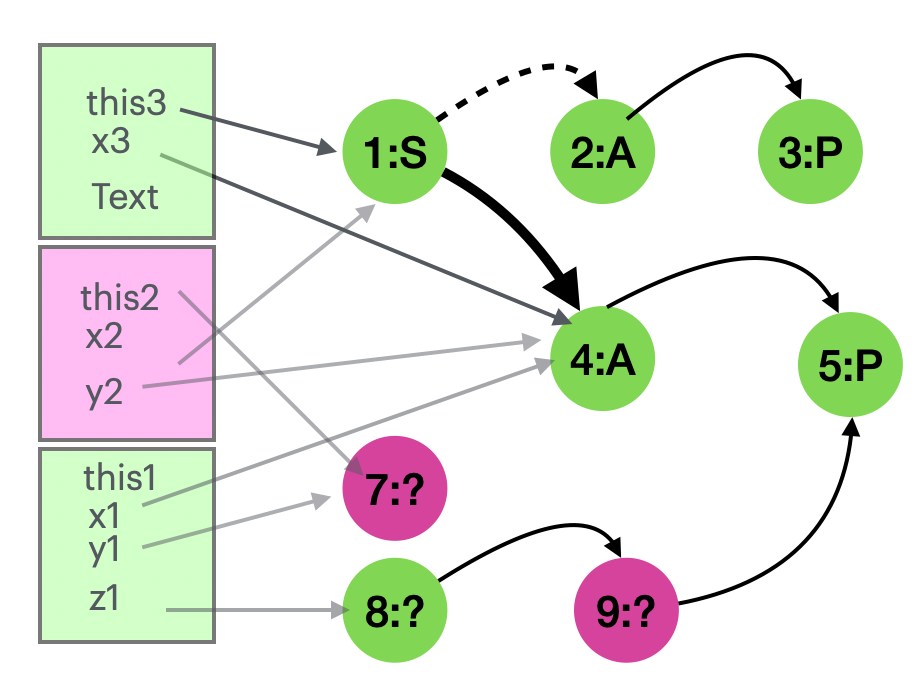 this3
x3
Text
this2
x2
y2
this1
x1
y1
z1
1:S
2:A
3:P
4:A
5:P
7:?
8:?
9:?